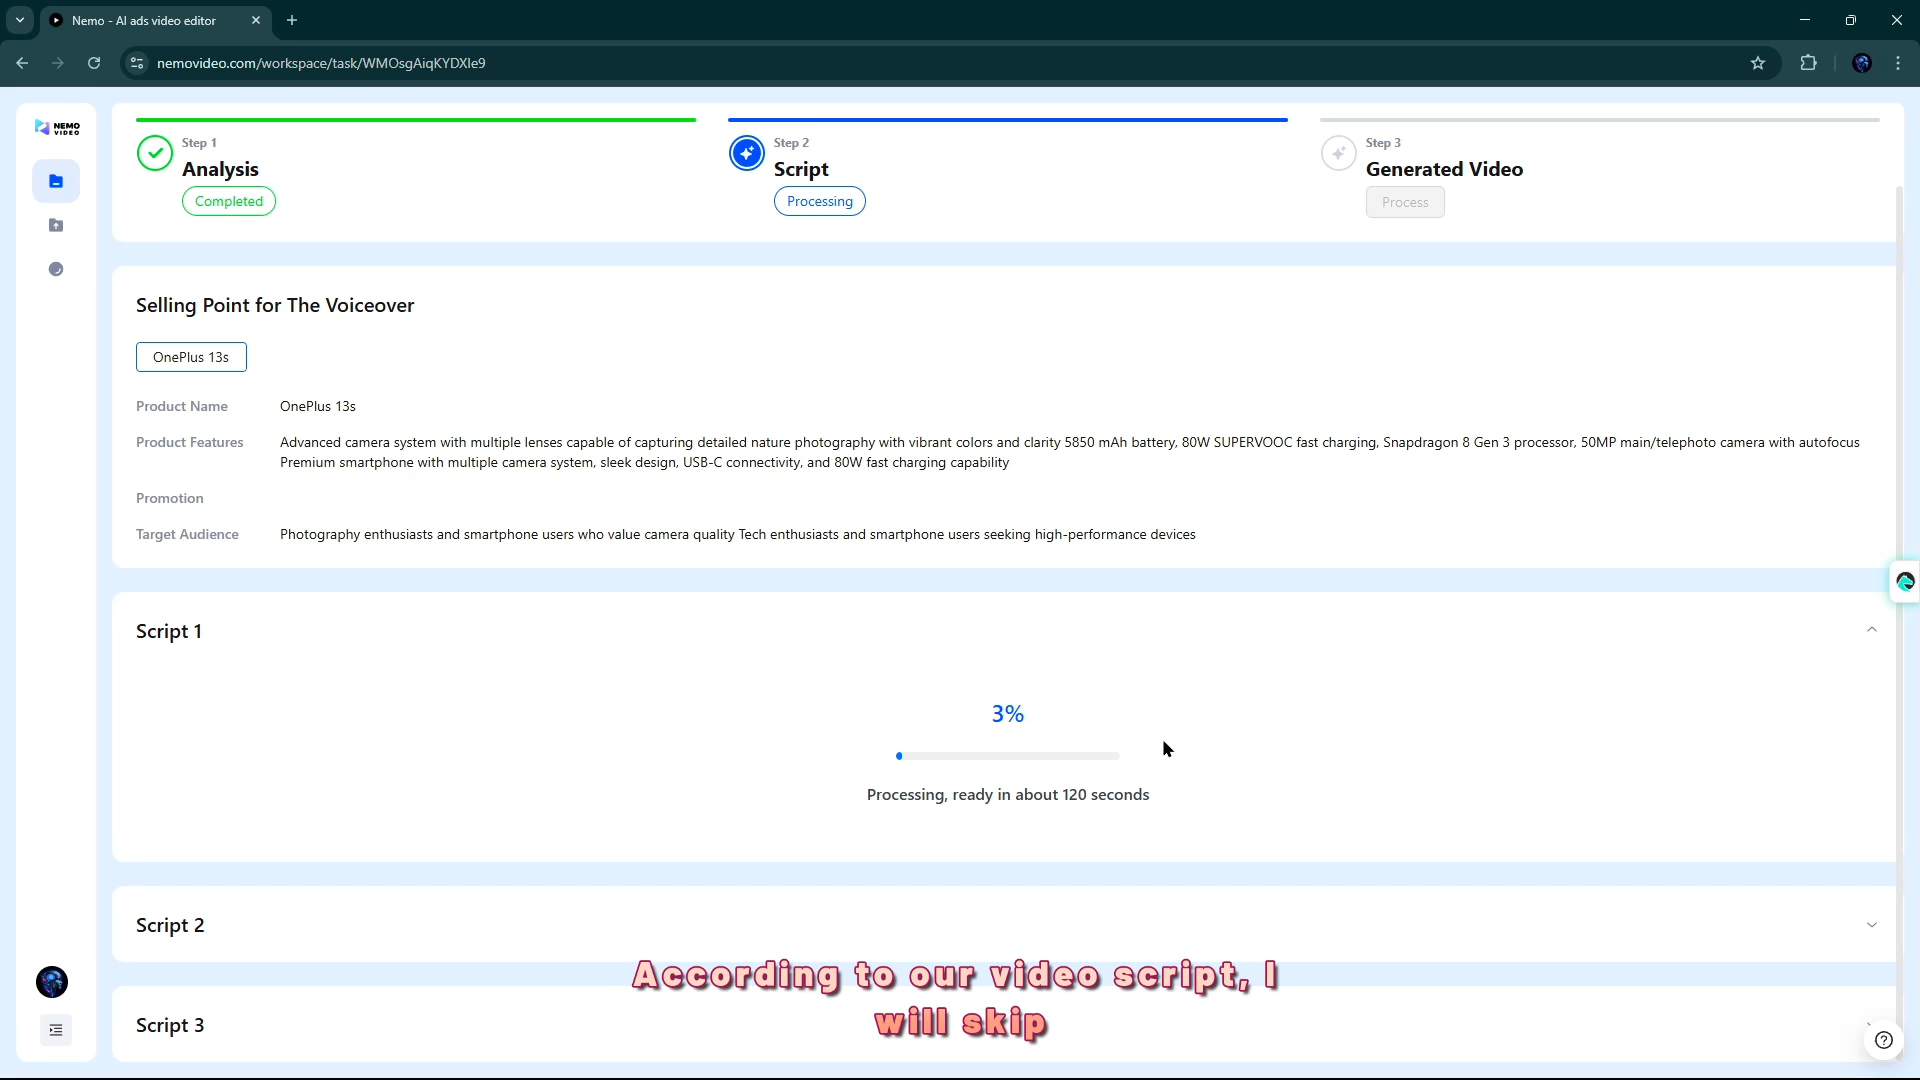 Nemo - AI ads video editor
nemovideo.com/workspace/task/WMOsgAiqKYDXle9
NEMO
VIDEO
Step 1
Analysis
Completed
Step 2
Script
Processing
Step 3
Generated Video
Process
Selling Point for The Voiceover
OnePlus 13s
Product Name OnePlus 13s
Product Features Advanced camera system with multiple lenses capable of capturing detailed nature photography with vibrant colors and clarity 5850 mAh battery, 80W SUPERVOOC fast charging, Snapdragon 8 Gen 3 processor, 50MP main/telephoto camera with autofocus
Premium smartphone with multiple camera system, sleek design, USB-C connectivity, and 80W fast charging capability
Promotion
Target Audience Photography enthusiasts and smartphone users who value camera quality Tech enthusiasts and smartphone users seeking high-performance devices
Script 1
3%
Processing, ready in about 120 seconds
Script 2
According to our video script, I
will skip
Script 3